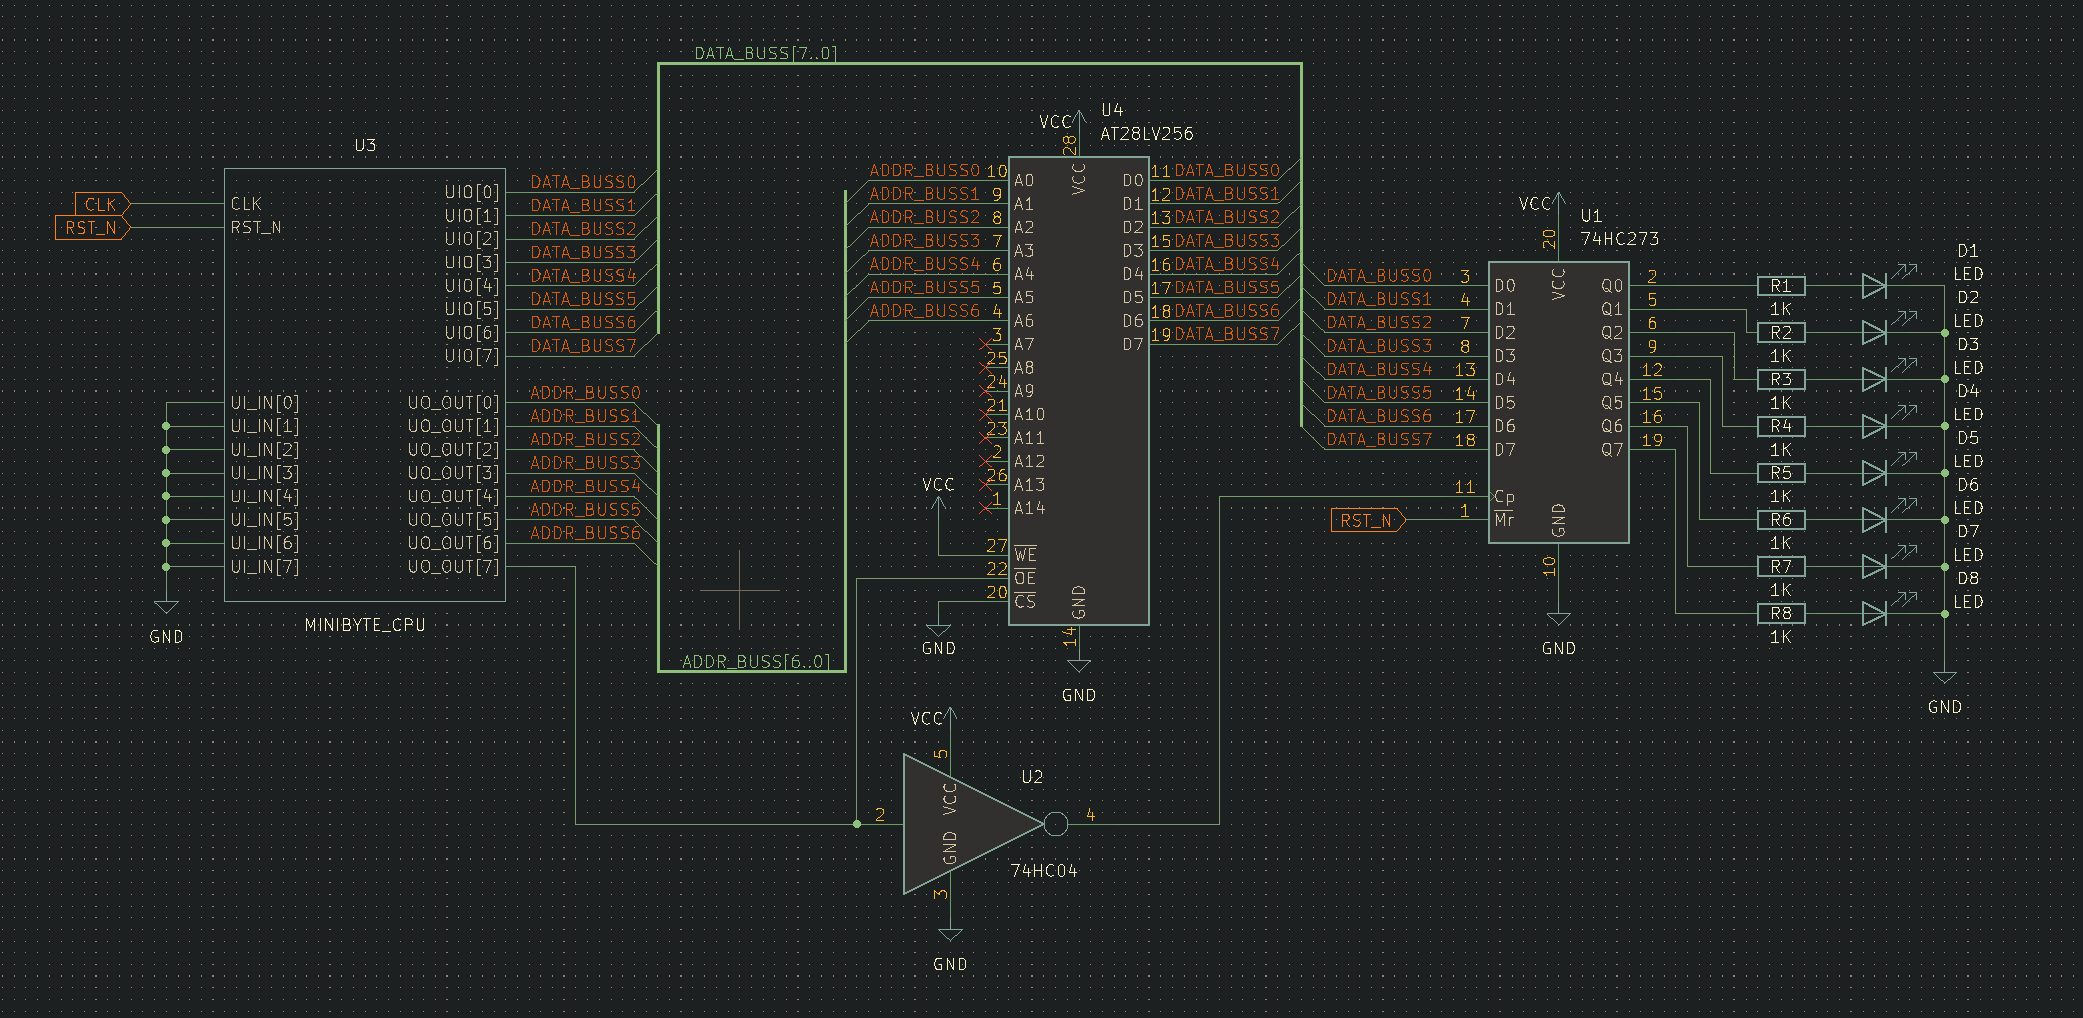 DATA_BUSS[7..0]
U3
CLK
RST_N
CLK
RST_N
UI_IN[0]
UI_IN[1]
UI_IN[2]
UI_IN[3]
UI_IN[4]
UI_IN[5]
UI_IN[6]
UI_IN[7]
GND
UIO[0]
UIO[1]
UIO[2]
UIO[3]
UIO[4]
UIO[5]
UIO[6]
UIO[7]
UO_OUT[0]
UO_OUT[1]
UO_OUT[2]
UO_OUT[3]
UO_OUT[4]
UO_OUT[5]
UO_OUT[6]
UO_OUT[7]
MINIBYTE_CPU
DATA_BUSS0
DATA_BUSS1
DATA_BUSS2
DATA_BUSS3
DATA_BUSS4
DATA_BUSS5
DATA_BUSS6
DATA_BUSS7
ADDR_BUSS0
ADDR_BUSS1
ADDR_BUSS2
ADDR_BUSS3
ADDR_BUSS4
ADDR_BUSS5
ADDR_BUSS6
ADDR_BUSS[6..0]
U4
AT28LV256
VCC
28
VCC
ADDR_BUSS0 10 A0
ADDR_BUSS1 9 A1
ADDR_BUSS2 8 A2
ADDR_BUSS3 7 A3
ADDR_BUSS4 6 A4
ADDR_BUSS5 5 A5
ADDR_BUSS6 4 A6
3 A7
25 A8
24 A9
21 A10
23 A11
2 A12
26 A13
1 A14
VCC
27 WE
22 OE
20 CS
GND
GND
14
GND
D0 11 DATA_BUSS0
D1 12 DATA_BUSS1
D2 13 DATA_BUSS2
D3 15 DATA_BUSS3
D4 16 DATA_BUSS4
D5 17 DATA_BUSS5
D6 18 DATA_BUSS6
D7 19 DATA_BUSS7
VCC
5
VCC
U2
2
4
GND
74HC04
3
GND
VCC
20
VCC
U1
74HC273
DATA_BUSS0 3 D0
DATA_BUSS1 4 D1
DATA_BUSS2 7 D2
DATA_BUSS3 8 D3
DATA_BUSS4 13 D4
DATA_BUSS5 14 D5
DATA_BUSS6 17 D6
DATA_BUSS7 18 D7
11 Cp
RST_N 1 Mr
GND
10
GND
Q0 2
Q1 5
Q2 6
Q3 9
Q4 12
Q5 15
Q6 16
Q7 19
R1
1K
R2
1K
R3
1K
R4
1K
R5
1K
R6
1K
R7
1K
R8
1K
D1
LED
D2
LED
D3
LED
D4
LED
D5
LED
D6
LED
D7
LED
D8
LED
GND